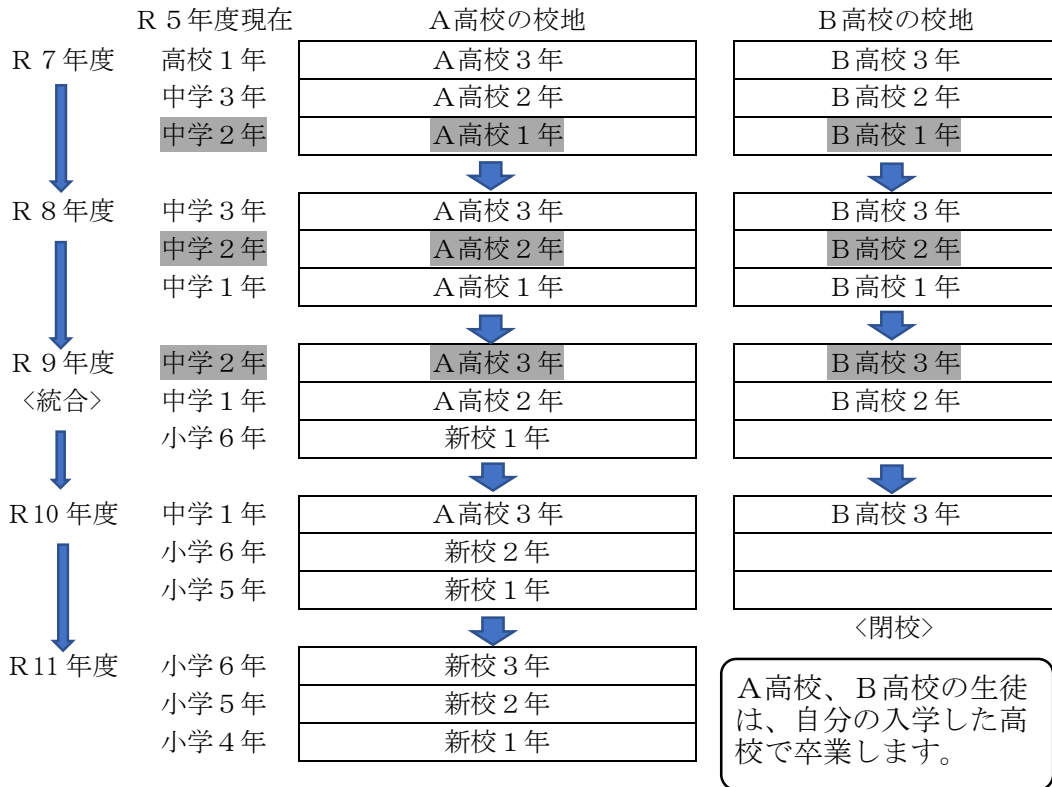 Ｒ５年度現在 Ａ高校の校地 Ｂ高校の校地
Ｒ７年度 高校１年 Ａ高校３年 Ｂ高校３年
中学３年 Ａ高校２年 Ｂ高校２年
中学２年 Ａ高校１年 Ｂ高校１年
Ｒ８年度 中学３年 Ａ高校３年 Ｂ高校３年
中学２年 Ａ高校２年 Ｂ高校２年
中学１年 Ａ高校１年 Ｂ高校１年
Ｒ９年度 中学２年 Ａ高校３年 Ｂ高校３年
<統合> 中学１年 Ａ高校２年 Ｂ高校２年
小学６年 新校１年
Ｒ10 年度 中学１年 Ａ高校３年 Ｂ高校３年
小学６年 新校２年
小学５年 新校１年
<閉校>
Ｒ11 年度 小学６年 新校３年
小学５年 新校２年
小学４年 新校１年
Ａ高校、Ｂ高校の生徒
は、自分の入学した高
校で卒業します。